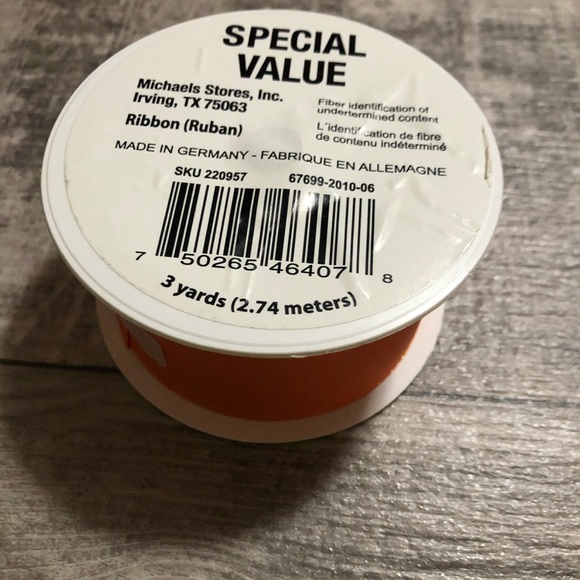 SPECIAL
VALUE
Michaels Stores, Inc.
Irving, TX 75063
Ribbon (Ruban)
Fiber identification of
undertermined content
L'identification de fibre
de contenu indéterminé
MADE IN GERMANY - FABRIQUE EN ALLEMAGNE
SKU 220957 67699-2010-06
7 50265 46407 8
3 yards (2.74 meters)